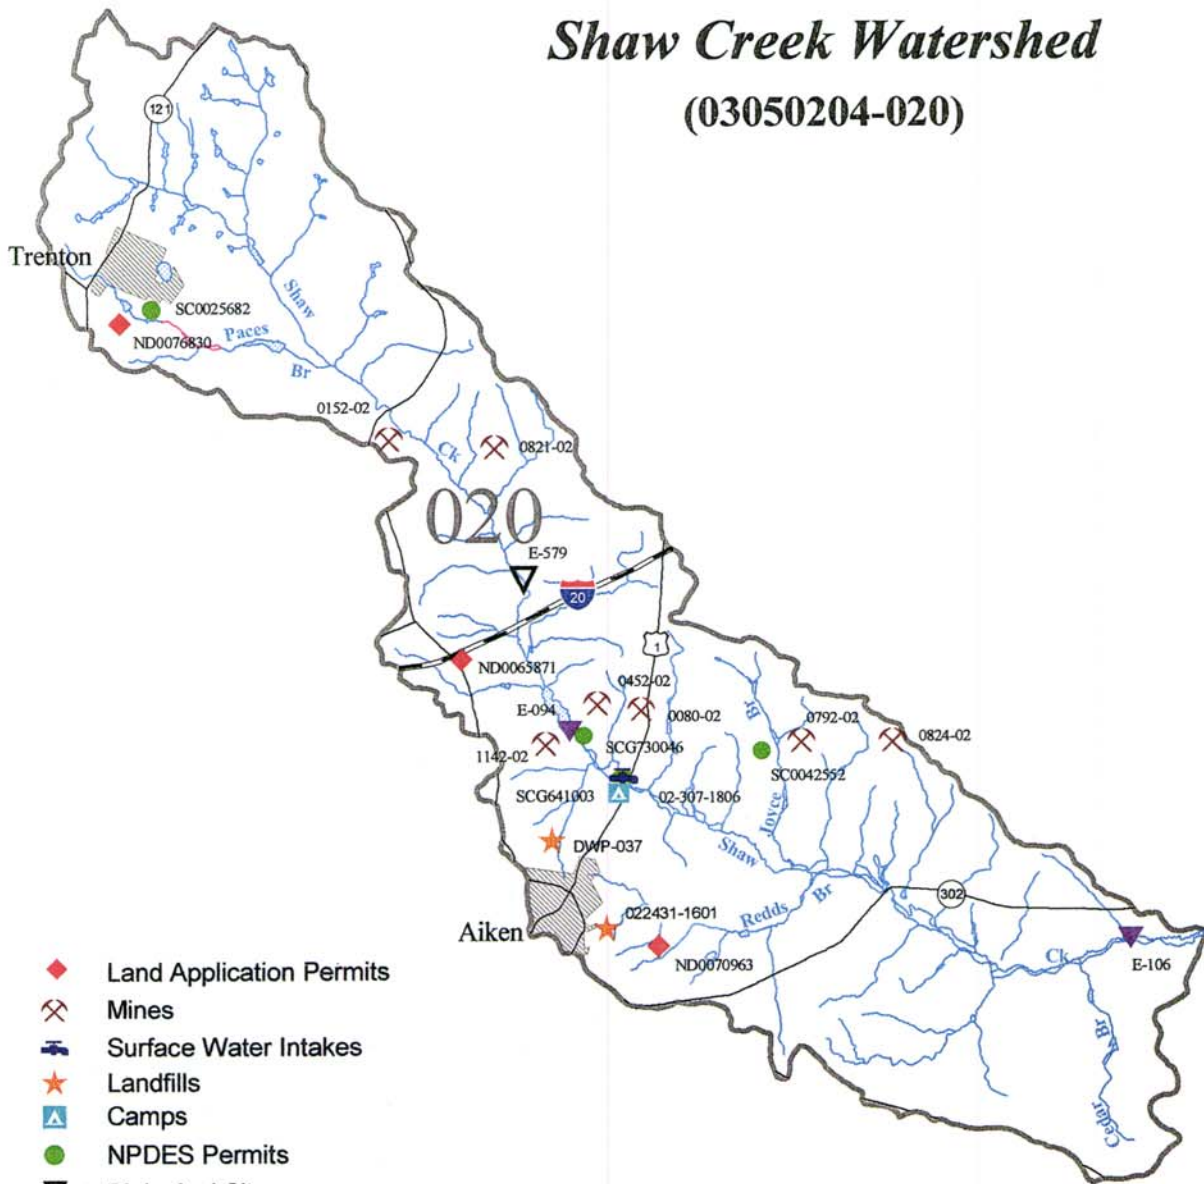 Shaw Creek Watershed
(03050204-020)
121
Trenton
Shaw
SC0025682
Paces
ND0076830
Br
0152-02
Ck
0821-02
020
E-579
20
1
ND0065871
0452-02
E-094
0080-02
Br
0792-02
0824-02
1142-02
SCG730046
SC0042552
SCG641003
02-307-1806
Joyce
Shaw
DWP-037
Br
302
022431-1601
Redds
Aiken
Ck
E-106
ND0070963
Br
Cedar
Land Application Permits
Mines
Surface Water Intakes
Landfills
Camps
NPDES Permits